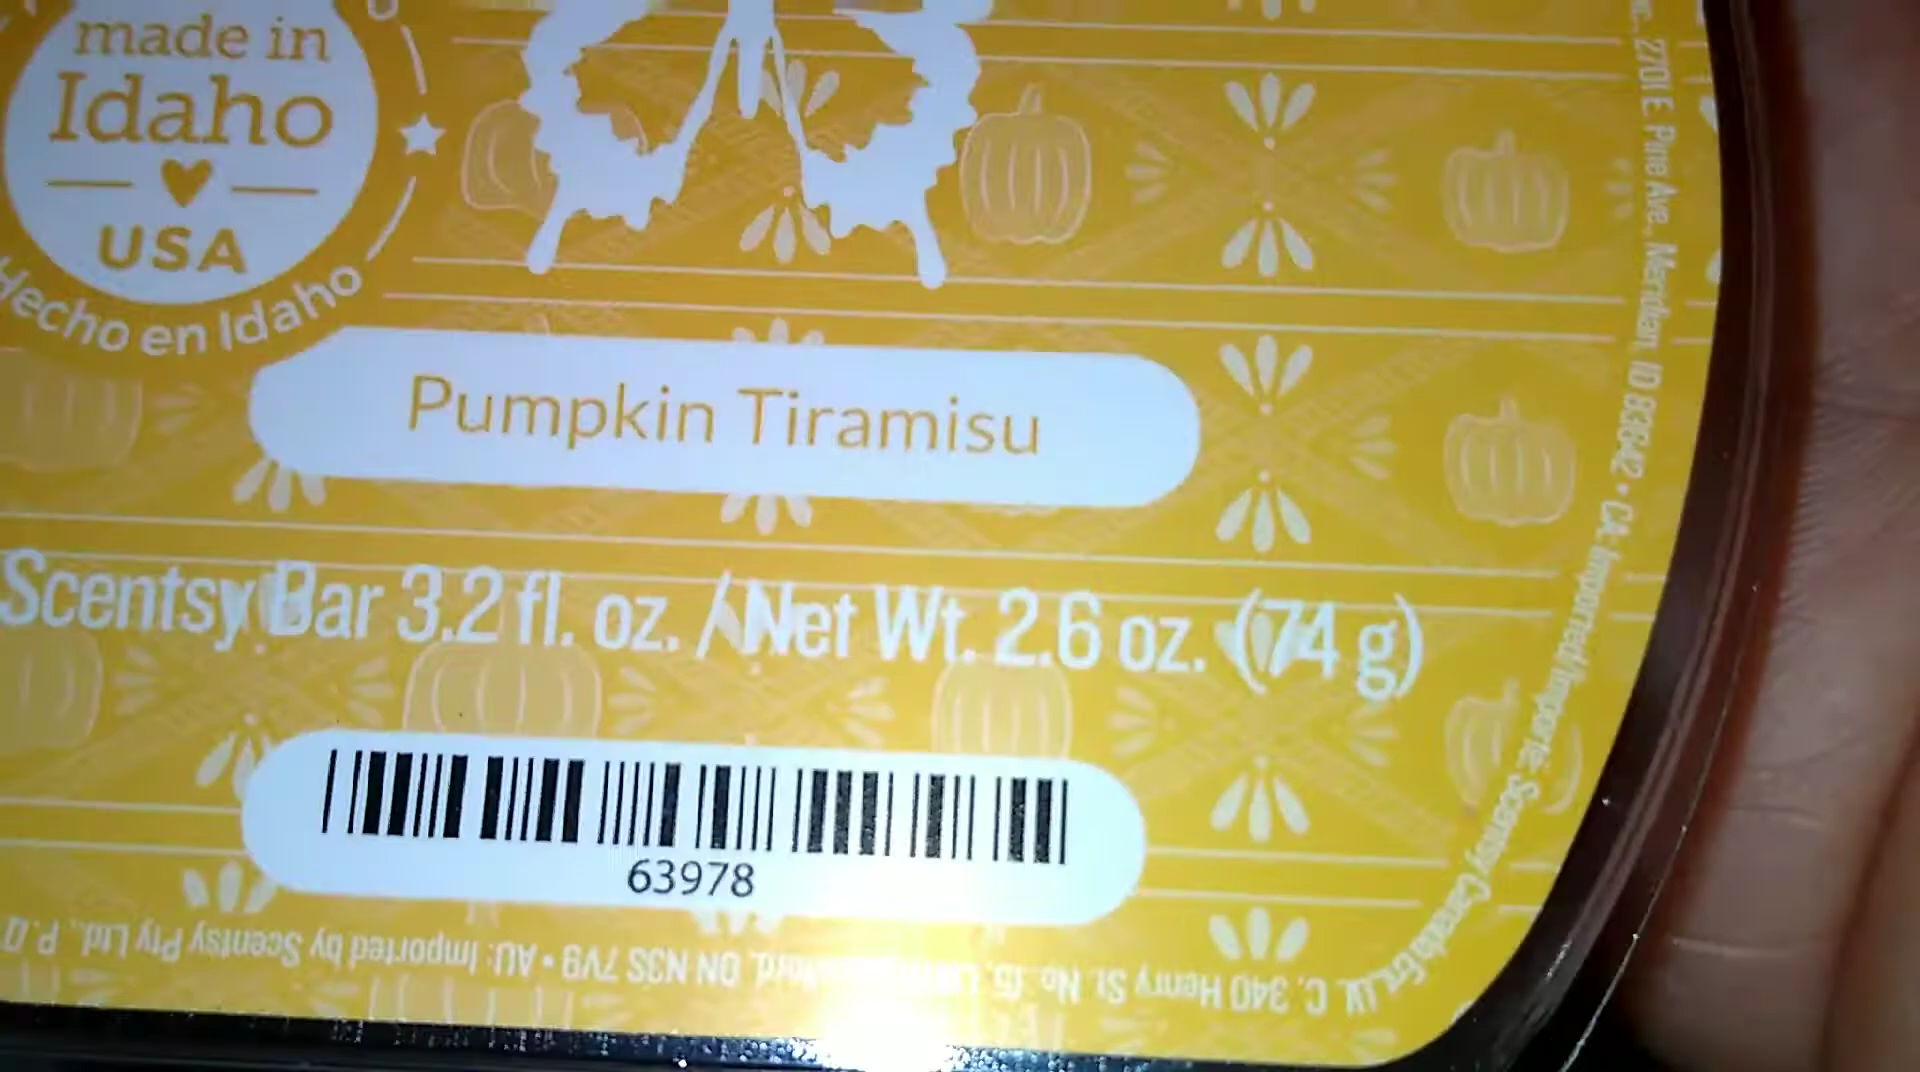 made in
Idaho
USA
Hecho en Idaho
Pumpkin Tiramisu
Scentsy Bar 3.2 fl. oz. / Net Wt. 2.6 oz. (74 g)
63978
2701 E. Pine Ave. Meridian, ID 83642 • CA: Imported/Importé: Scentsy Canada
C. 340 Henry St. No. 15, ON N3S 7V9 • AU: Imported by Scentsy Pty Ltd., P.O